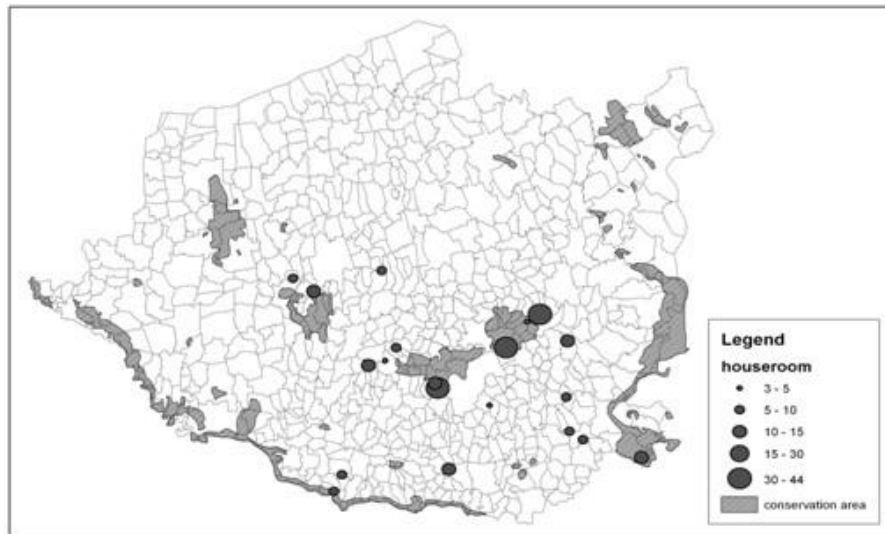 Legend
houseroom
3 - 5
5 - 10
10 - 15
15 - 30
30 - 44
conservation area